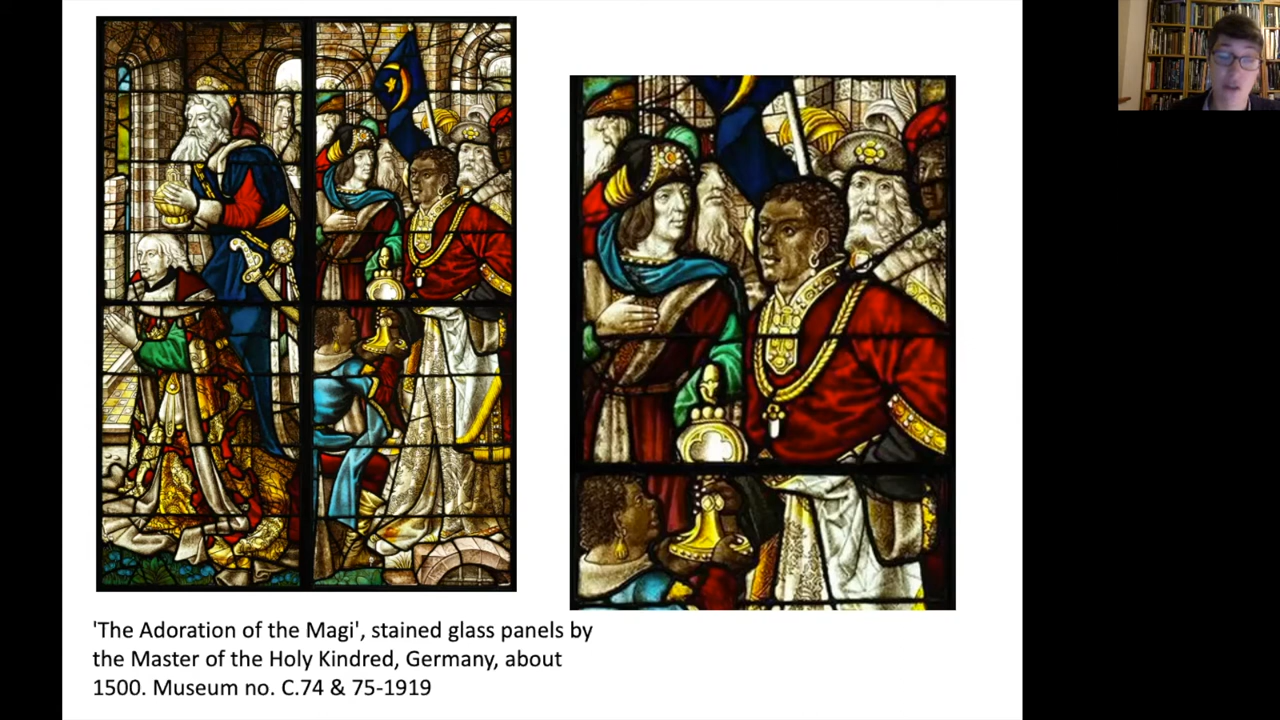 'The Adoration of the Magi', stained glass panels by
the Master of the Holy Kindred, Germany, about
1500. Museum no. C.74 & 75-1919